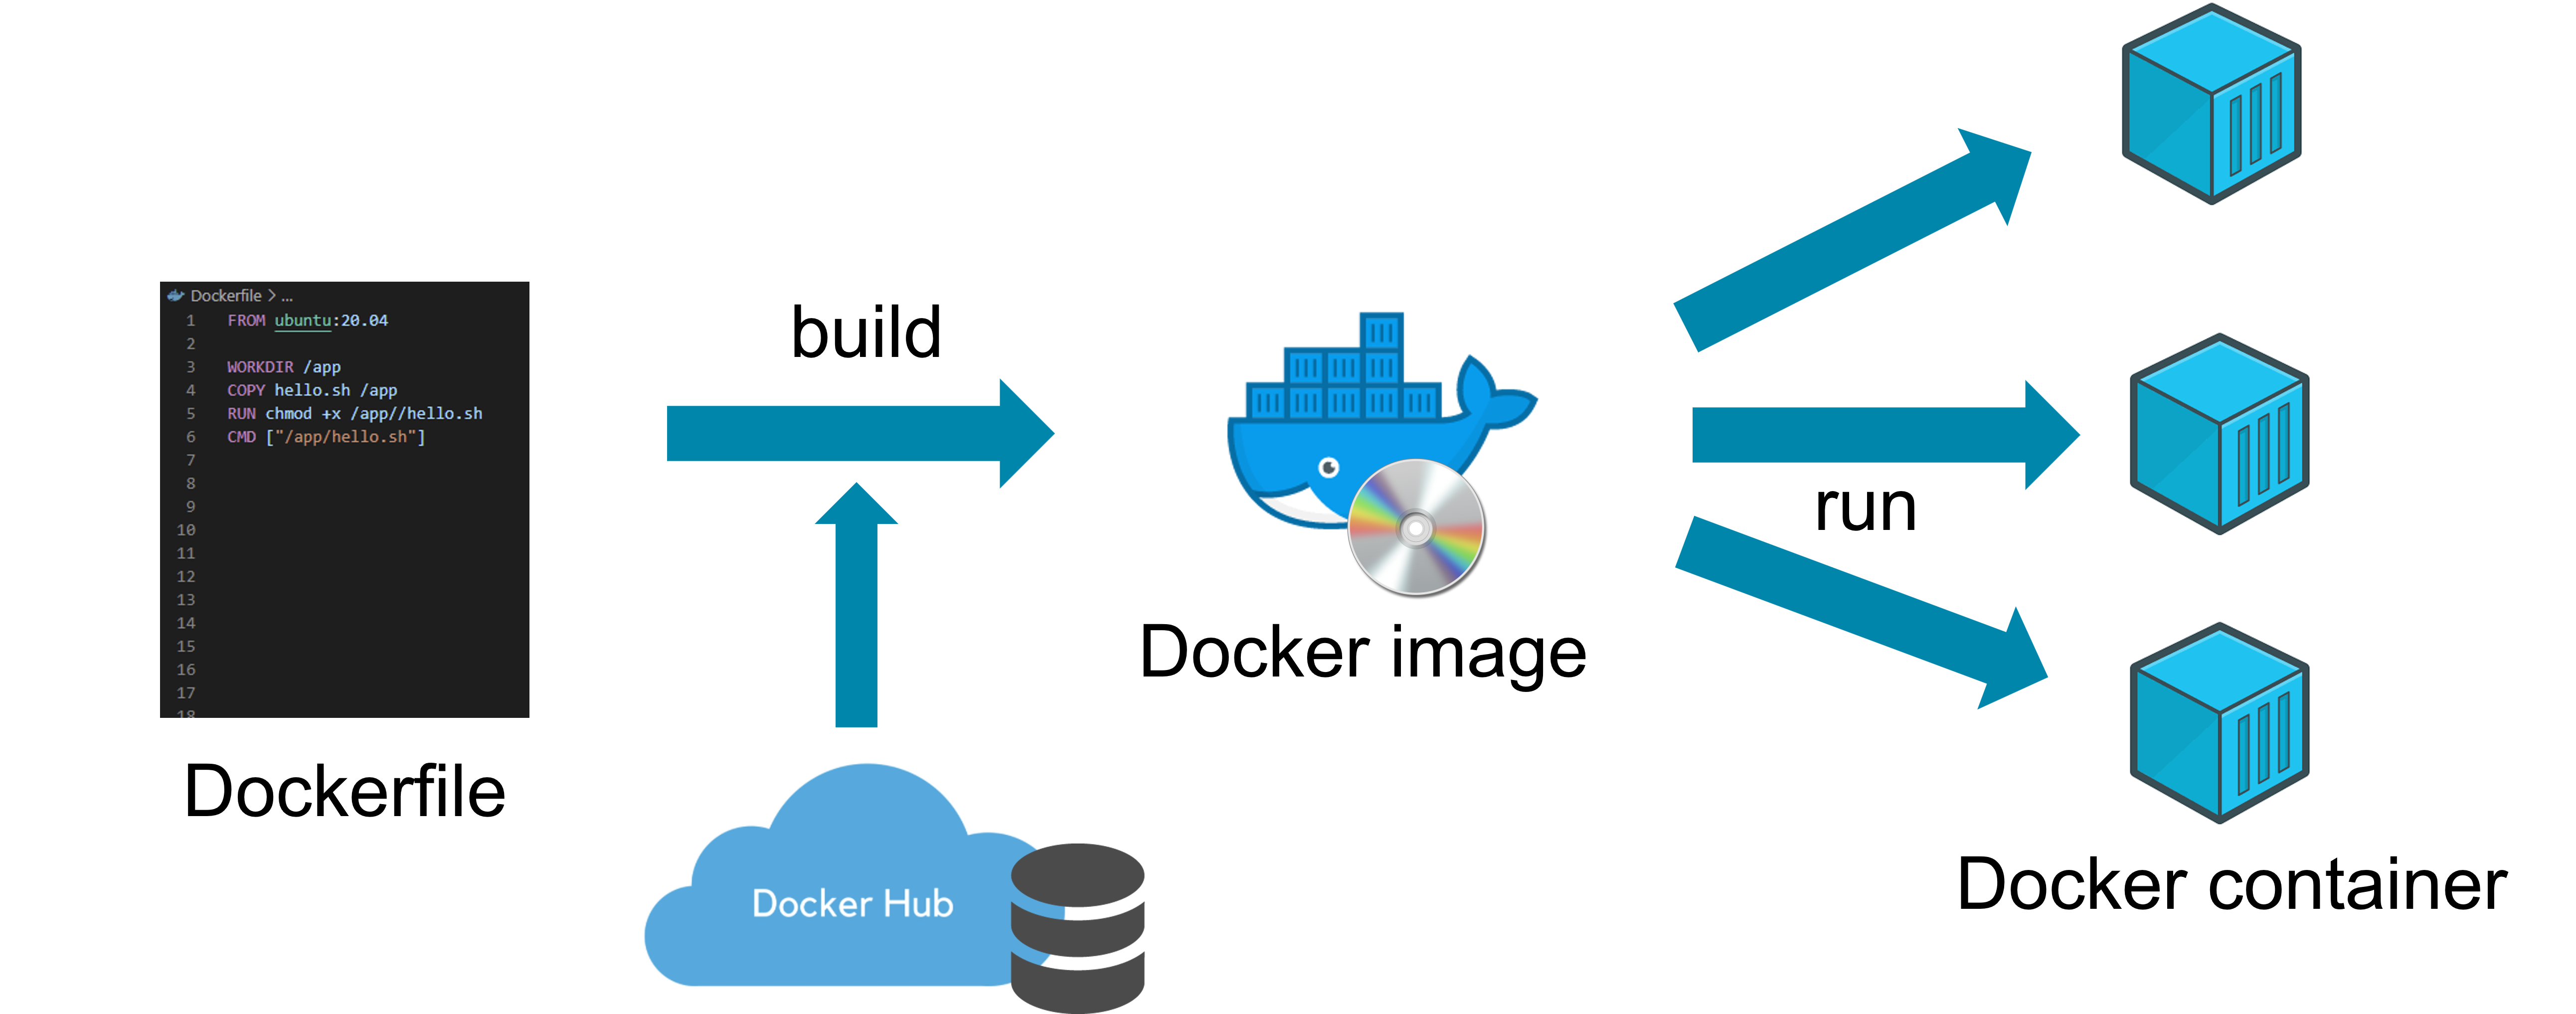 Dockerfile > ...
1 FROM ubuntu:20.04
2
3 WORKDIR /app
4 COPY hello.sh /app
5 RUN chmod +x /app//hello.sh
6 CMD ["/app/hello.sh"]
7
8
9
10
11
12
13
14
15
16
17
18
Dockerfile
build
Docker Hub
Docker image
run
Docker container